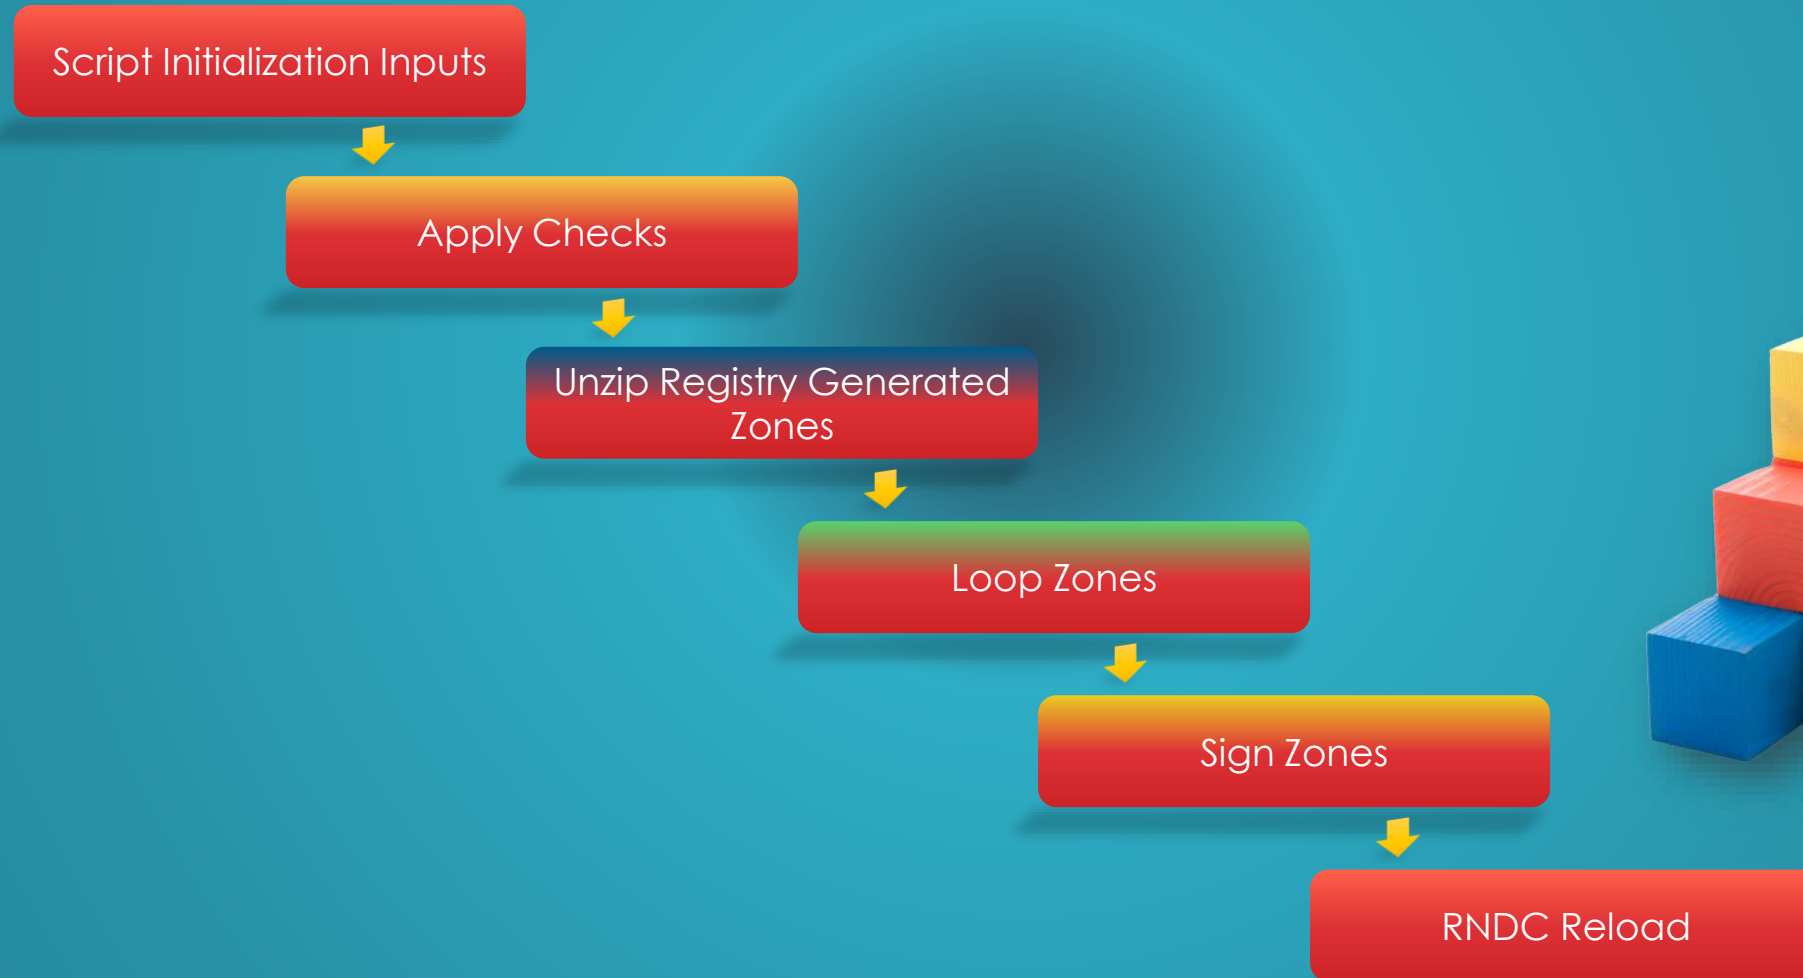 Script Initialization Inputs
Apply Checks
Unzip Registry Generated
Zones
Loop Zones
Sign Zones
RNDC Reload